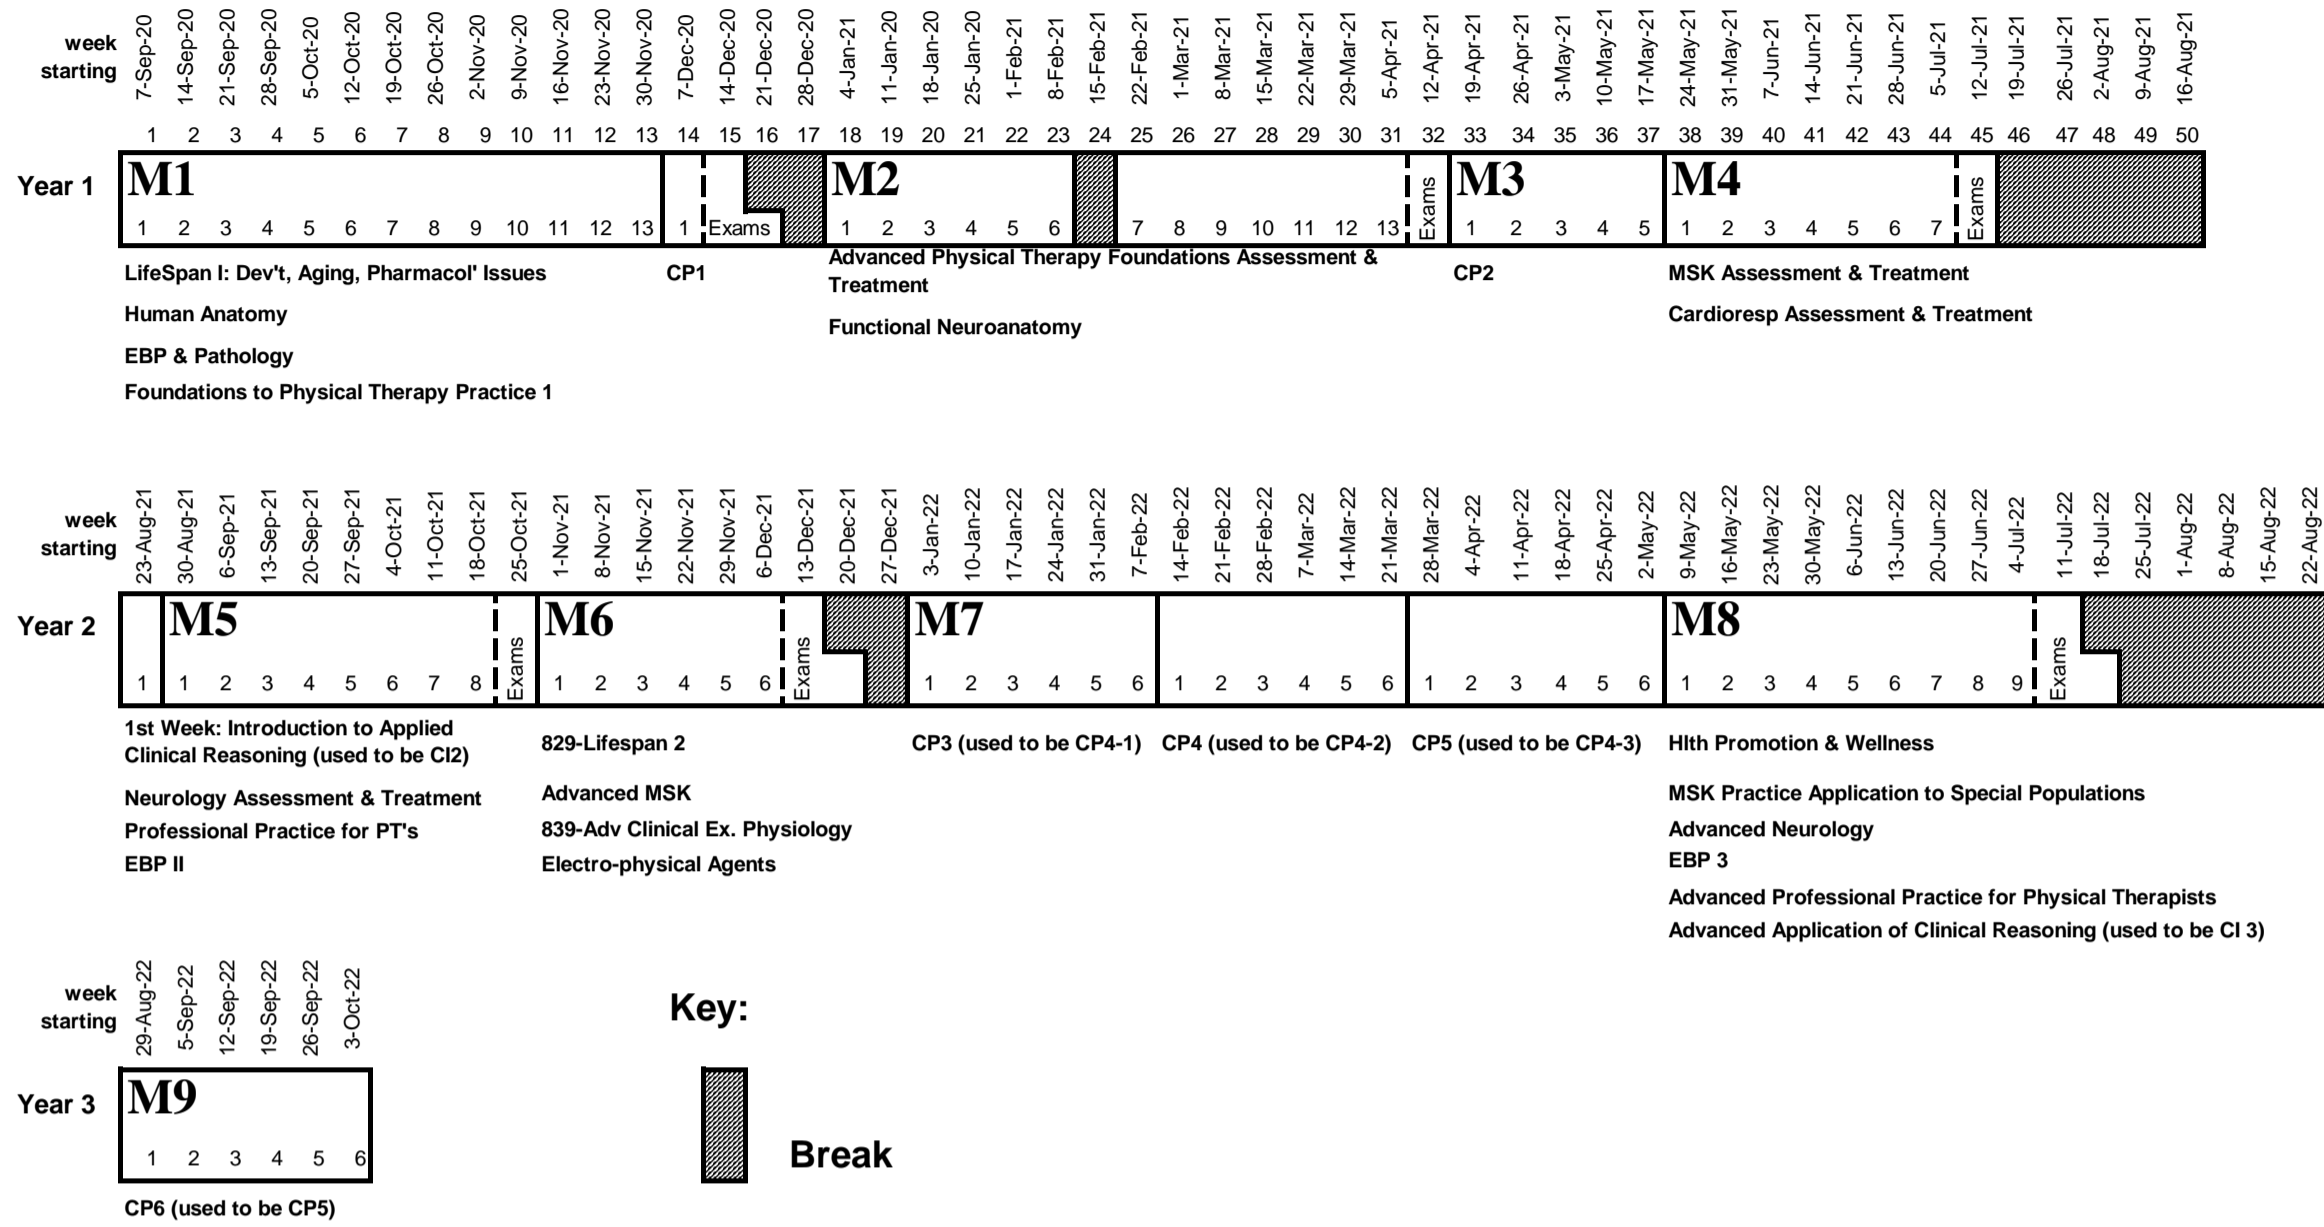 week starting
7-Sep-20 14-Sep-20 21-Sep-20 28-Sep-20 5-Oct-20 12-Oct-20 19-Oct-20 26-Oct-20 2-Nov-20 9-Nov-20 16-Nov-20 23-Nov-20 30-Nov-20 7-Dec-20 14-Dec-20 21-Dec-20 28-Dec-20 4-Jan-21 11-Jan-20 18-Jan-20 25-Jan-20 1-Feb-21 8-Feb-21 15-Feb-21 22-Feb-21 1-Mar-21 8-Mar-21 15-Mar-21 22-Mar-21 29-Mar-21 5-Apr-21 12-Apr-21 19-Apr-21 26-Apr-21 3-May-21 10-May-21 17-May-21 24-May-21 31-May-21 7-Jun-21 14-Jun-21 21-Jun-21 28-Jun-21 5-Jul-21 12-Jul-21 19-Jul-21 26-Jul-21 2-Aug-21 9-Aug-21 16-Aug-21
1 2 3 4 5 6 7 8 9 10 11 12 13 14 15 16 17 18 19 20 21 22 23 24 25 26 27 28 29 30 31 32 33 34 35 36 37 38 39 40 41 42 43 44 45 46 47 48 49 50
Year 1 M1 M2 M3 M4
1 2 3 4 5 6 7 8 9 10 11 12 13 1 Exams 1 2 3 4 5 6 7 8 9 10 11 12 13 Exams 1 2 3 4 5 1 2 3 4 5 6 7 Exams
LifeSpan I: Dev't, Aging, Pharmacol' Issues
Human Anatomy
EBP & Pathology
Foundations to Physical Therapy Practice 1
CP1
Advanced Physical Therapy Foundations Assessment &
Treatment
Functional Neuroanatomy
CP2
MSK Assessment & Treatment
Cardioresp Assessment & Treatment
week starting
23-Aug-21 30-Aug-21 6-Sep-21 13-Sep-21 20-Sep-21 27-Sep-21 4-Oct-21 11-Oct-21 18-Oct-21 25-Oct-21 1-Nov-21 8-Nov-21 15-Nov-21 22-Nov-21 29-Nov-21 6-Dec-21 13-Dec-21 20-Dec-21 27-Dec-21 3-Jan-22 10-Jan-22 17-Jan-22 24-Jan-22 31-Jan-22 7-Feb-22 14-Feb-22 21-Feb-22 28-Feb-22 7-Mar-22 14-Mar-22 21-Mar-22 28-Mar-22 4-Apr-22 11-Apr-22 18-Apr-22 25-Apr-22 2-May-22 9-May-22 16-May-22 23-May-22 30-May-22 6-Jun-22 13-Jun-22 20-Jun-22 27-Jun-22 4-Jul-22 11-Jul-22 18-Jul-22 25-Jul-22 1-Aug-22 8-Aug-22 15-Aug-22 22-Aug-22
Year 2 M5 M6 M7 M8
1 1 2 3 4 5 6 7 8 Exams 1 2 3 4 5 6 Exams 1 2 3 4 5 6 1 2 3 4 5 6 1 2 3 4 5 6 1 2 3 4 5 6 7 8 9 Exams
1st Week: Introduction to Applied
Clinical Reasoning (used to be CI2)
Neurology Assessment & Treatment
Professional Practice for PT's
EBP II
829-Lifespan 2
Advanced MSK
839-Adv Clinical Ex. Physiology
Electro-physical Agents
CP3 (used to be CP4-1)
CP4 (used to be CP4-2)
CP5 (used to be CP4-3)
Hlth Promotion & Wellness
MSK Practice Application to Special Populations
Advanced Neurology
EBP 3
Advanced Professional Practice for Physical Therapists
Advanced Application of Clinical Reasoning (used to be CI 3)
week starting
29-Aug-22 5-Sep-22 12-Sep-22 19-Sep-22 26-Sep-22 3-Oct-22
Year 3 M9
1 2 3 4 5 6
CP6 (used to be CP5)
Key:
Break